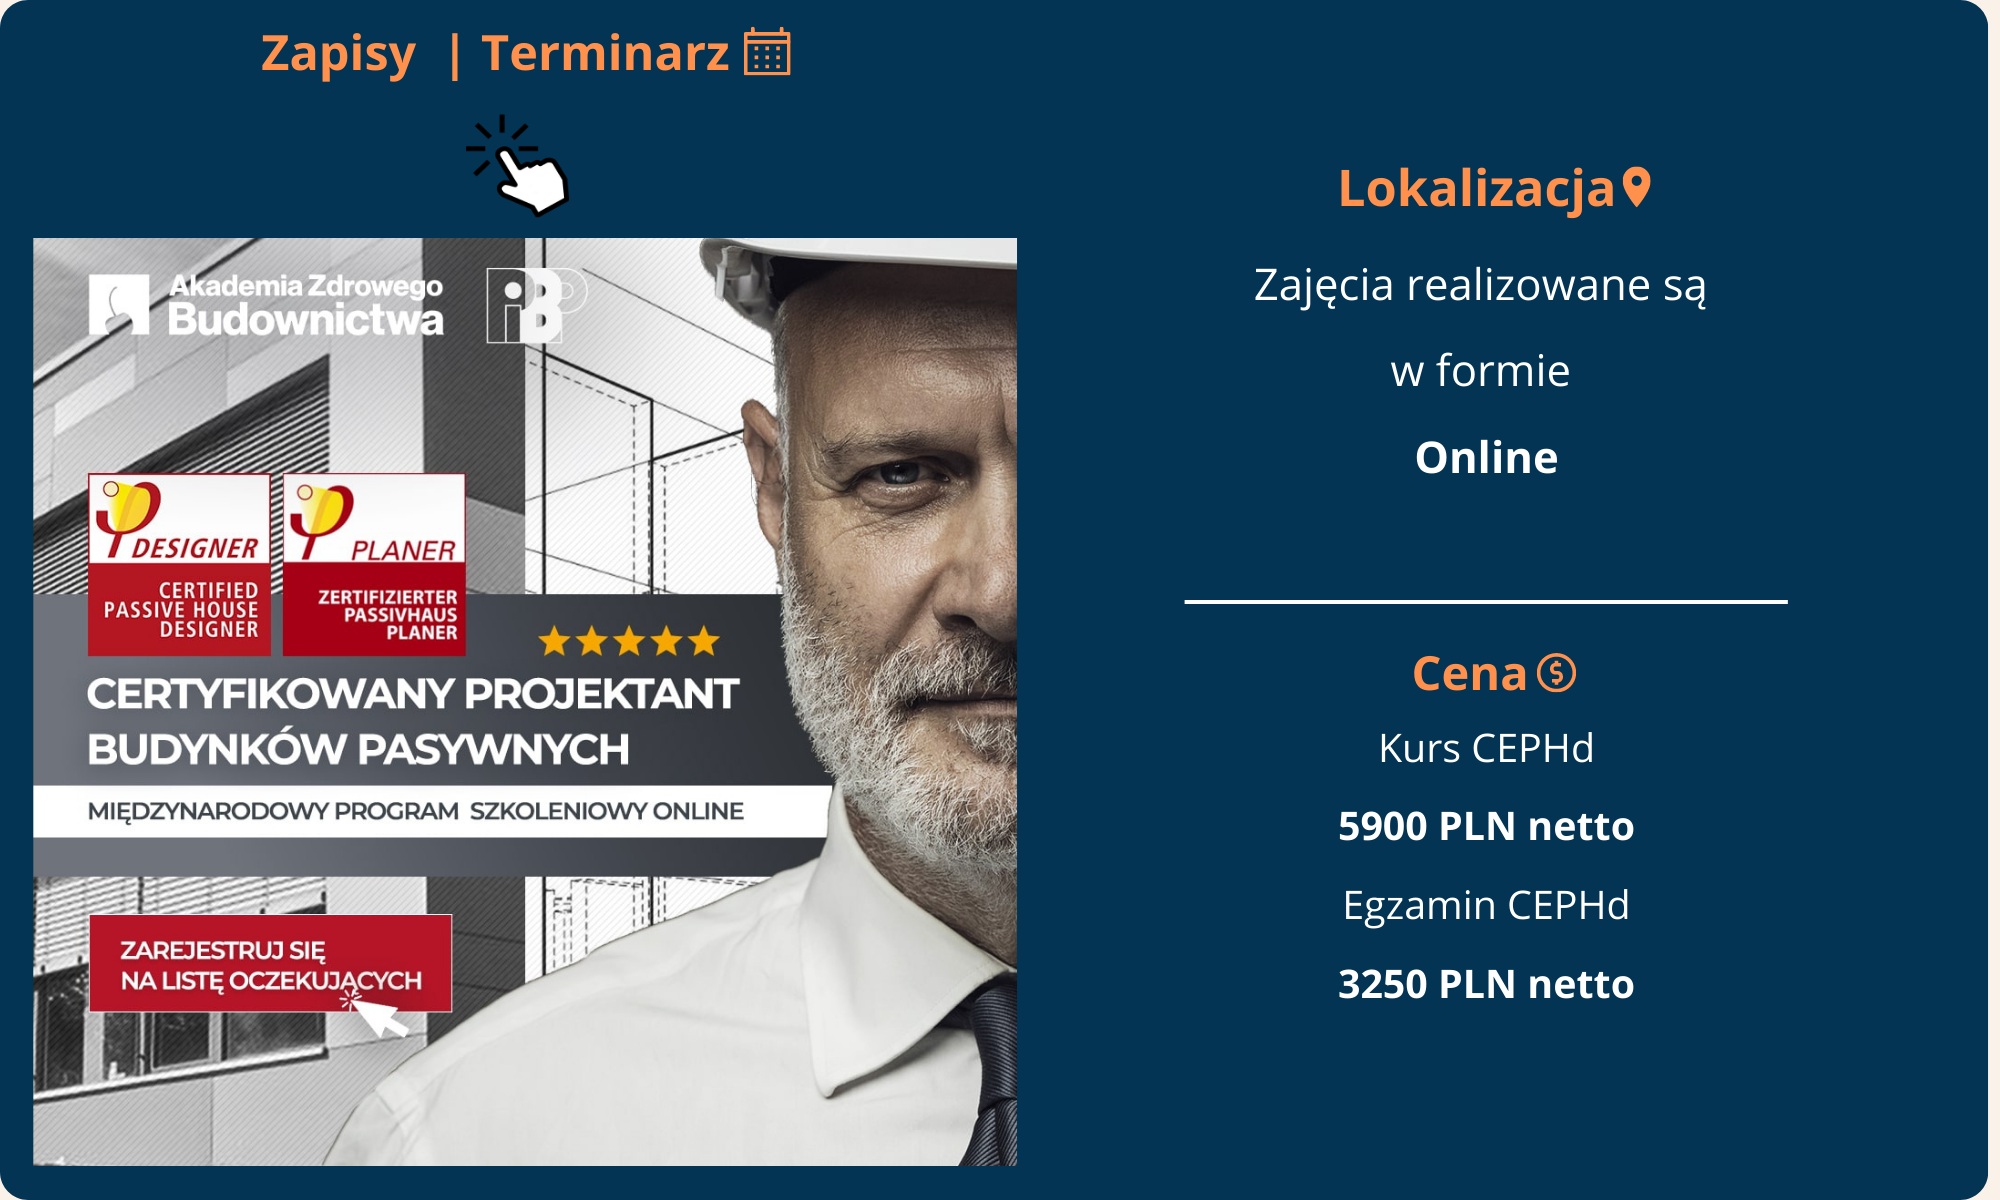 Zapisy | Terminarz
Akademia Zdrowego
Budownictwa
PiBP
DESIGNER
CERTIFIED
PASSIVE HOUSE
DESIGNER
PLANER
ZERTIFIZIERTER
PASSIVHAUS
PLANER
CERTYFIKOWANY PROJEKTANT
BUDYNKÓW PASYWNYCH
MIĘDZYNARODOWY PROGRAM SZKOLENIOWY ONLINE
ZAREJESTRUJ SIĘ
NA LISTĘ OCZEKUJĄCYCH
Lokalizacja
Zajęcia realizowane są
w formie
Online
Cena
Kurs CEPHd
5900 PLN netto
Egzamin CEPHd
3250 PLN netto